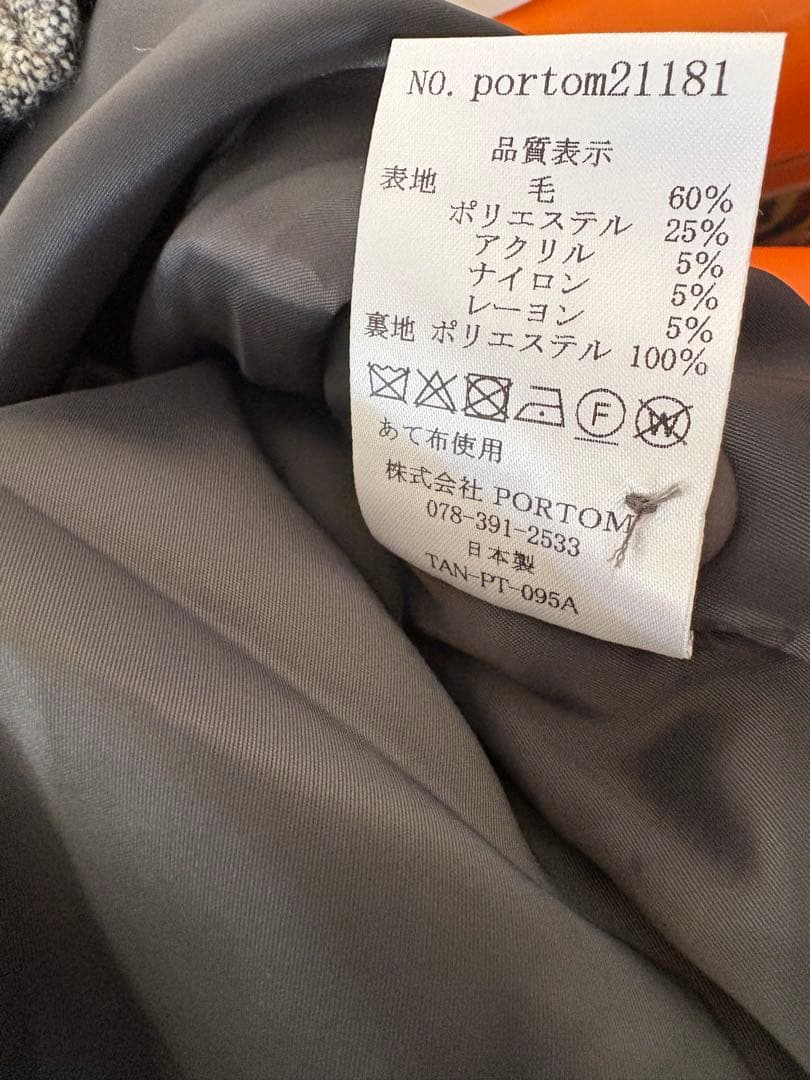 NO. portom21181
品質表示
表地 毛 60%
ポリエステル 25%
アクリル 5%
ナイロン 5%
レーヨン 5%
裏地 ポリエステル 100%
F W
あて布使用
株式会社 PORTOM
078-391-2533
日本製
TAN-PT-095A